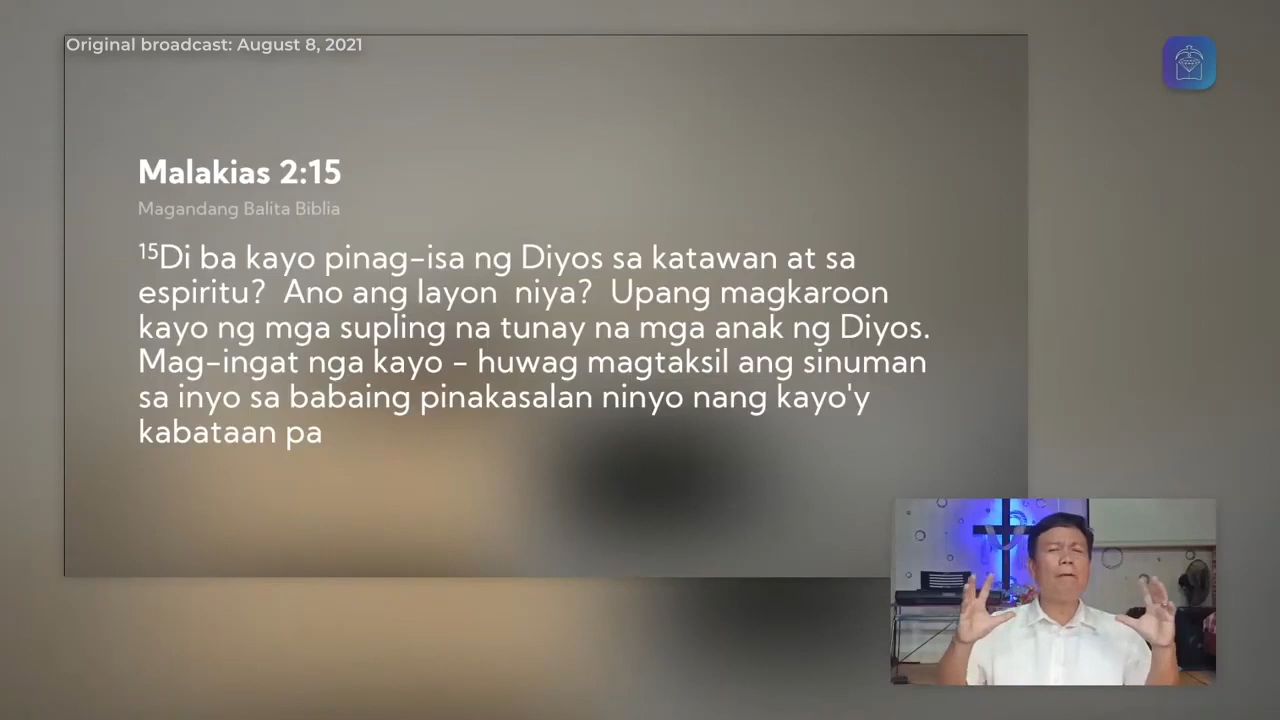 Original broadcast: August 8, 2021
Malakias 2:15
Magandang Balita Biblia
¹⁵Di ba kayo pinag-isa ng Diyos sa katawan at sa
espiritu? Ano ang layon niya? Upang magkaroon
kayo ng mga supling na tunay na mga anak ng Diyos.
Mag-ingat nga kayo – huwag magtaksil ang sinuman
sa inyo sa babaing pinakasalan ninyo nang kayo'y
kabataan pa